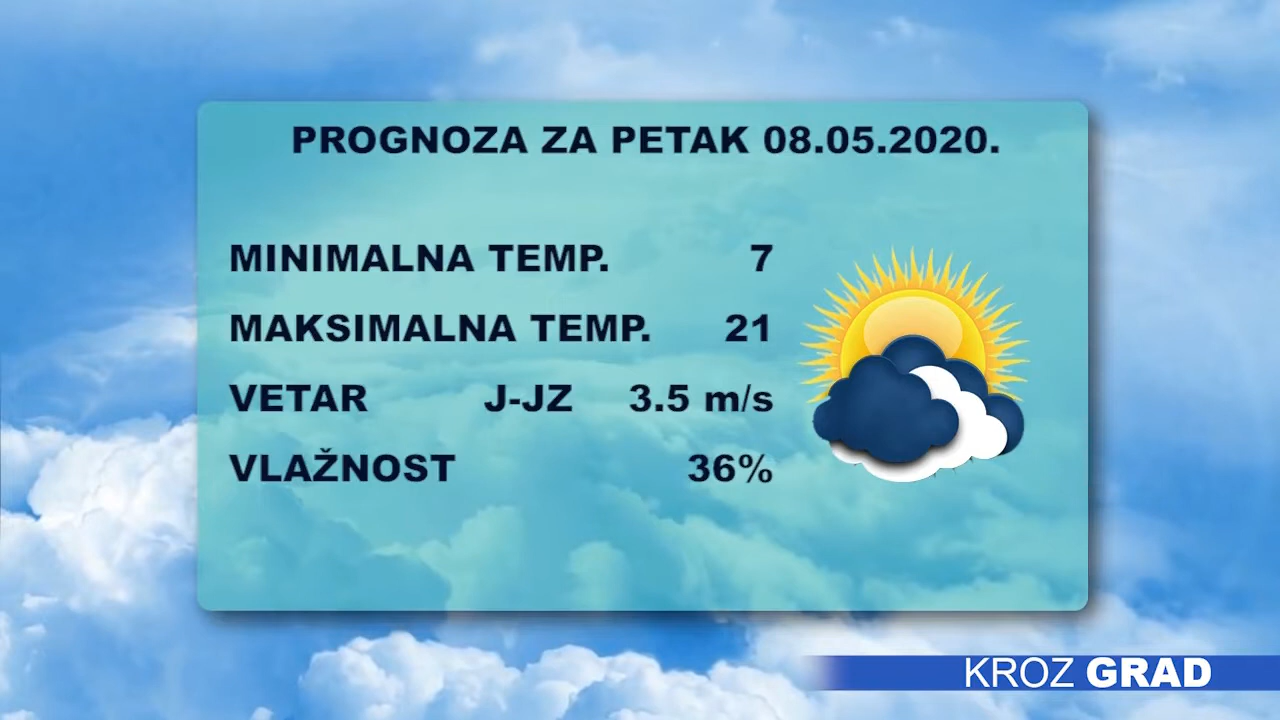 PROGNOZA ZA PETAK 08.05.2020.
MINIMALNA TEMP. 7
MAKSIMALNA TEMP. 21
VETAR J-JZ 3.5 m/s
VLAŽNOST 36%
KROZ GRAD